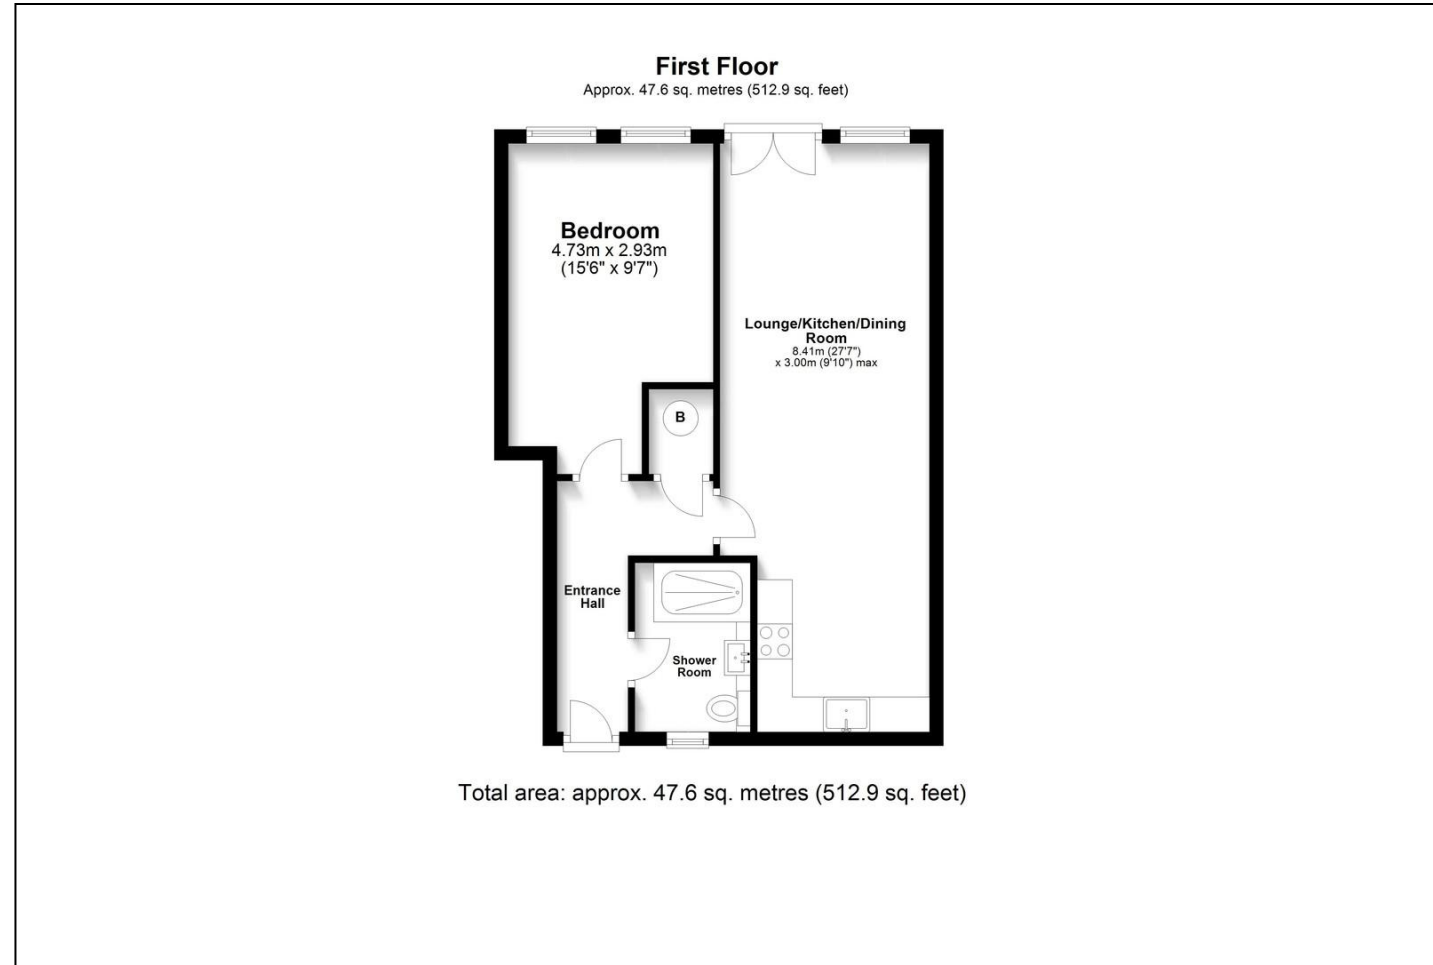 First Floor
Approx. 47.6 sq. metres (512.9 sq. feet)
Bedroom
4.73m x 2.93m
(15'6" x 9'7")
Lounge/Kitchen/Dining
Room
8.41m (27'7")
x 3.00m (9'10") max
B
Entrance
Hall
Shower
Room
Total area: approx. 47.6 sq. metres (512.9 sq. feet)